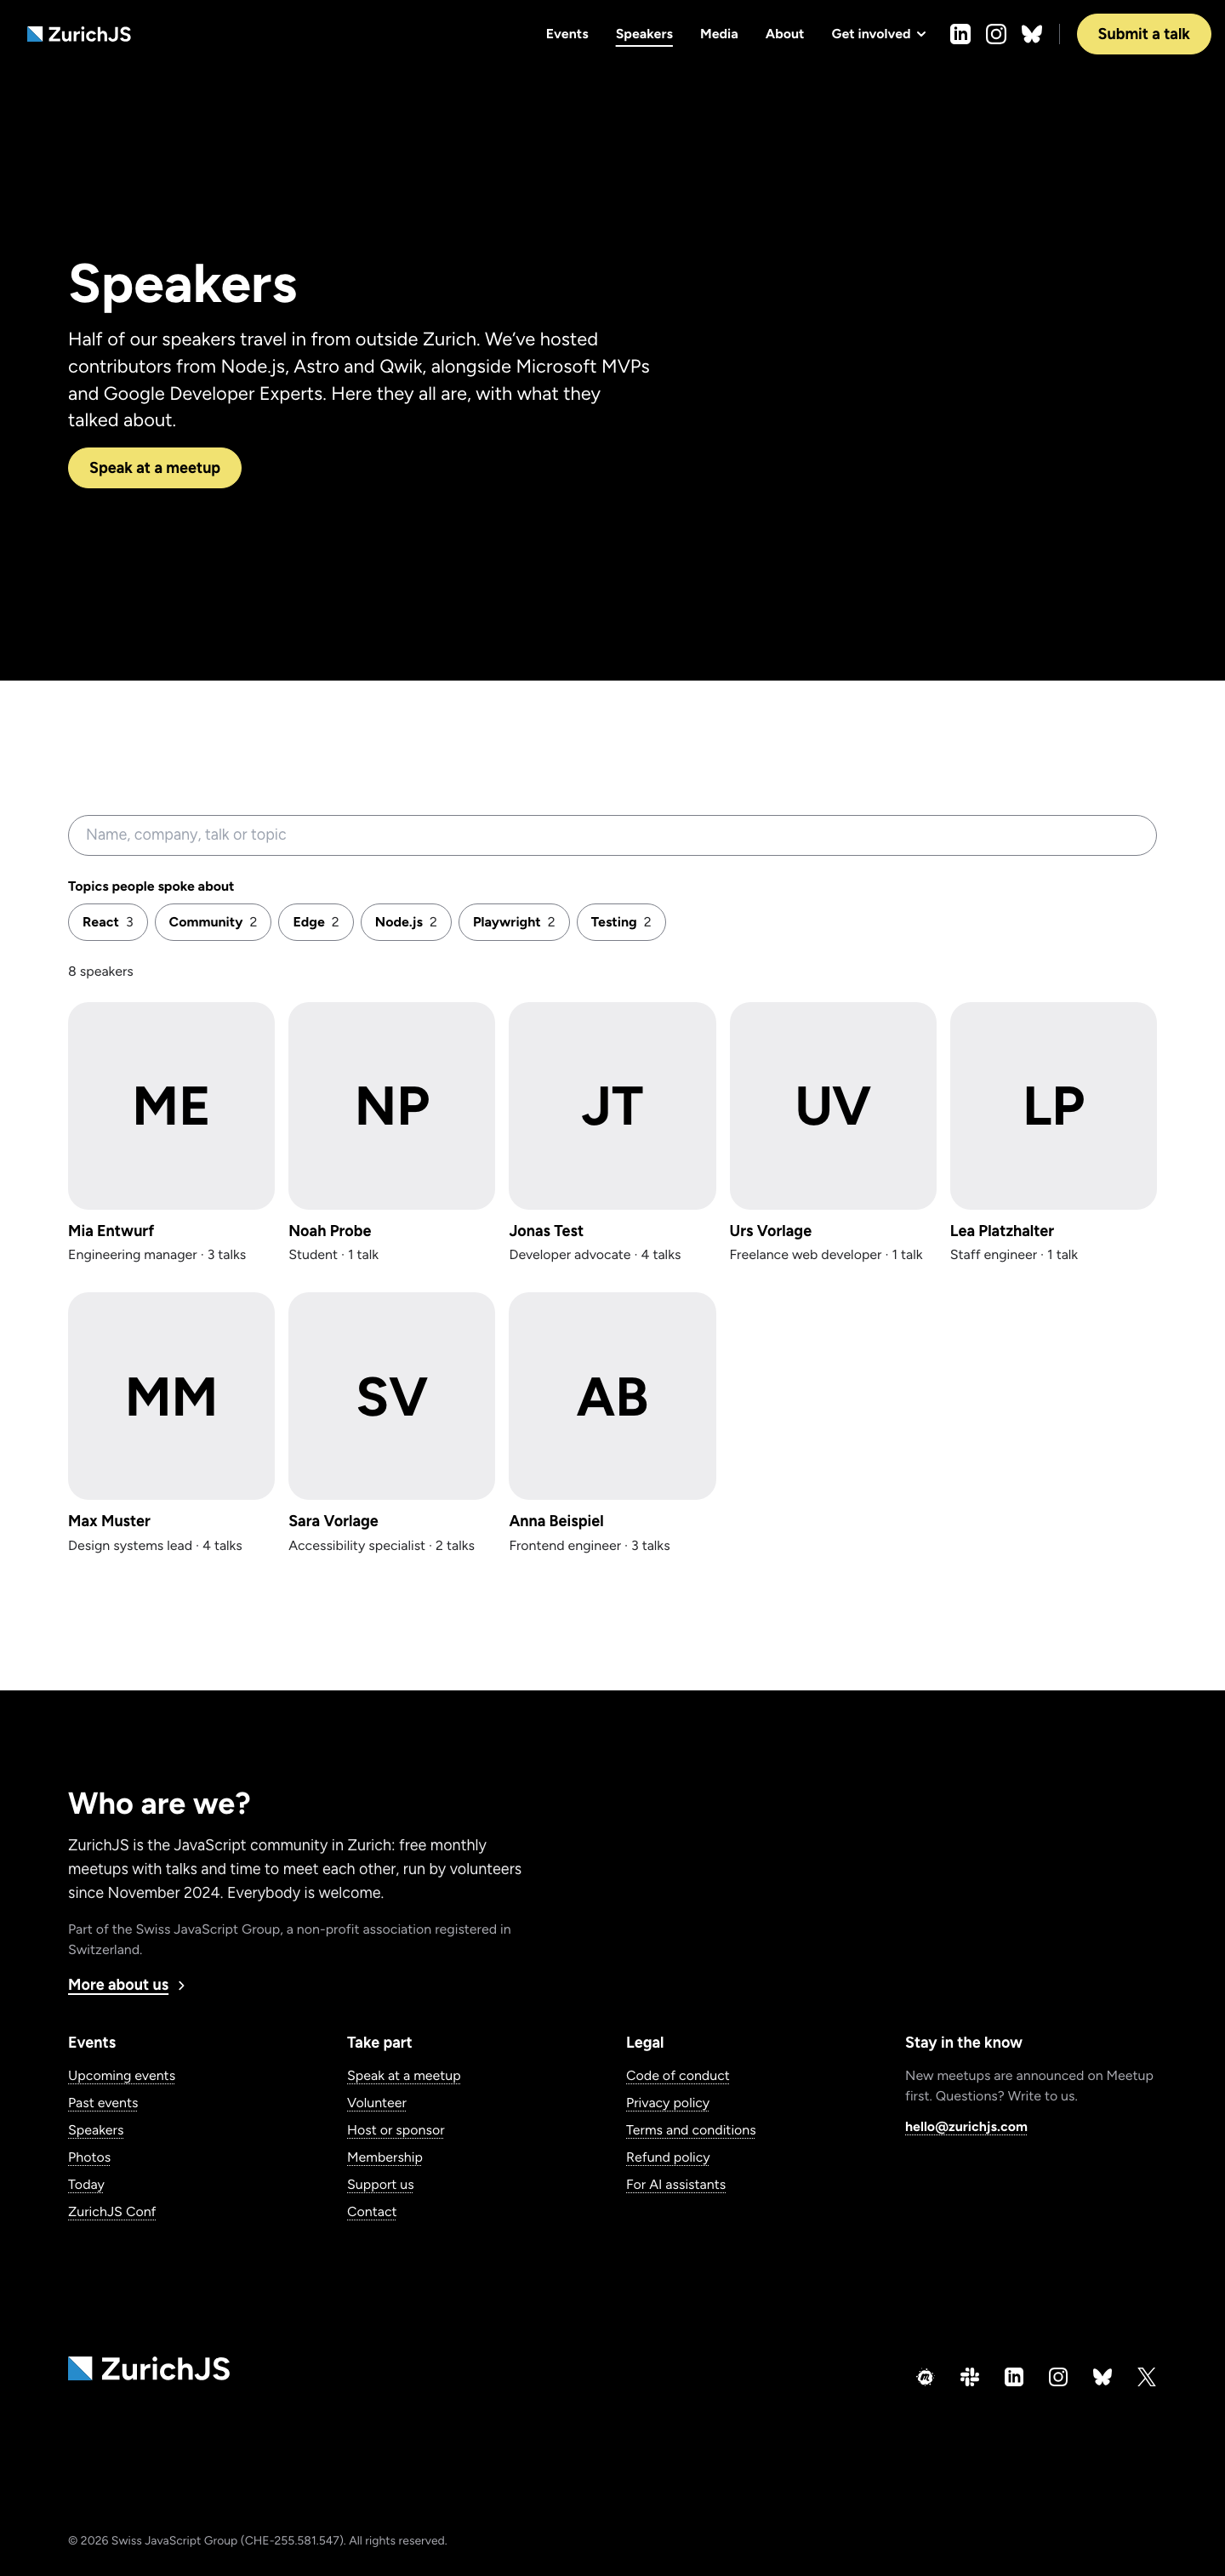 ZurichJS
Events Speakers Media About Get involved Submit a talk
Speakers
Half of our speakers travel in from outside Zurich. We’ve hosted
contributors from Node.js, Astro and Qwik, alongside Microsoft MVPs
and Google Developer Experts. Here they all are, with what they
talked about.
Speak at a meetup
Name, company, talk or topic
Topics people spoke about
React 3 Community 2 Edge 2 Node.js 2 Playwright 2 Testing 2
8 speakers
ME NP JT UV LP
Mia Entwurf Noah Probe Jonas Test Urs Vorlage Lea Platzhalter
Engineering manager · 3 talks Student · 1 talk Developer advocate · 4 talks Freelance web developer · 1 talk Staff engineer · 1 talk
MM SV AB
Max Muster Sara Vorlage Anna Beispiel
Design systems lead · 4 talks Accessibility specialist · 2 talks Frontend engineer · 3 talks
Who are we?
ZurichJS is the JavaScript community in Zurich: free monthly
meetups with talks and time to meet each other, run by volunteers
since November 2024. Everybody is welcome.
Part of the Swiss JavaScript Group, a non-profit association registered in
Switzerland.
More about us
Events
Upcoming events
Past events
Speakers
Photos
Today
ZurichJS Conf
Take part
Speak at a meetup
Volunteer
Host or sponsor
Membership
Support us
Contact
Legal
Code of conduct
Privacy policy
Terms and conditions
Refund policy
For AI assistants
Stay in the know
New meetups are announced on Meetup
first. Questions? Write to us.
hello@zurichjs.com
ZurichJS
© 2026 Swiss JavaScript Group (CHE-255.581.547). All rights reserved.